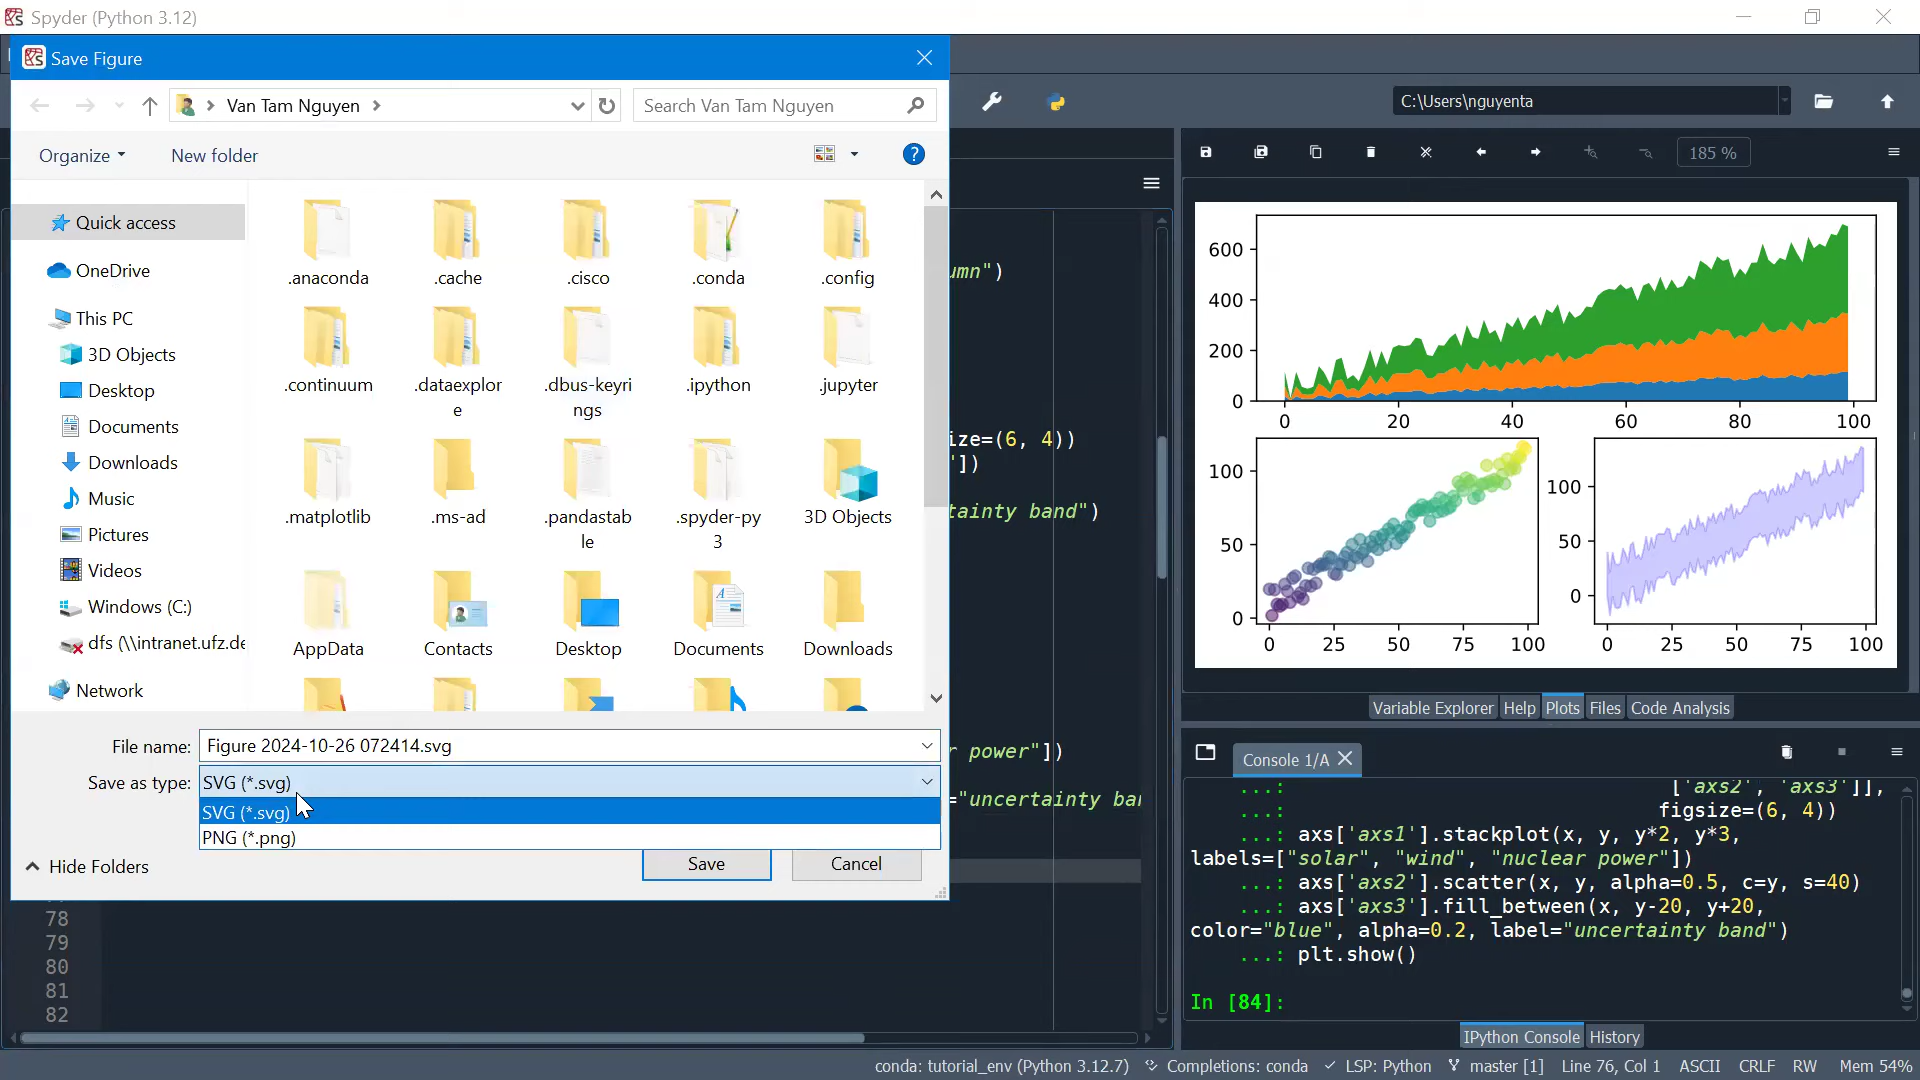 Spyder (Python 3.12)
Save Figure
Van Tam Nguyen
Search Van Tam Nguyen
Organize
New folder
Quick access
OneDrive
This PC
3D Objects
Desktop
Documents
Downloads
Music
Pictures
Videos
Windows (C:)
dfs (\\intranet.ufz.de
Network
.anaconda
.cache
.cisco
.conda
.config
.continuum
.dataexplor
e
.dbus-keyri
ngs
.ipython
.jupyter
.matplotlib
.ms-ad
.pandastab
le
.spyder-py
3
3D Objects
AppData
Contacts
Desktop
Documents
Downloads
File name: Figure 2024-10-26 072414.svg
Save as type: SVG (*.svg)
SVG (*.svg)
PNG (*.png)
Hide Folders
Save
Cancel
umn")
ize=(6, 4))
'])
tainty band")
r power"])
="uncertainty ba
78
79
80
81
82
C:\Users\nguyenta
185 %
600
400
200
0
0 20 40 60 80 100
100
50
0
0 25 50 75 100
100
50
0
0 25 50 75 100
Variable Explorer Help Plots Files Code Analysis
Console 1/A
...: ['axs2', 'axs3']],
...: figsize=(6, 4))
...: axs['axs1'].stackplot(x, y, y*2, y*3,
labels=["solar", "wind", "nuclear power"])
...: axs['axs2'].scatter(x, y, alpha=0.5, c=y, s=40)
...: axs['axs3'].fill_between(x, y-20, y+20,
color="blue", alpha=0.2, label="uncertainty band")
...: plt.show()
In [84]:
IPython Console History
conda: tutorial_env (Python 3.12.7) Completions: conda LSP: Python master [1] Line 76, Col 1 ASCII CRLF RW Mem 54%